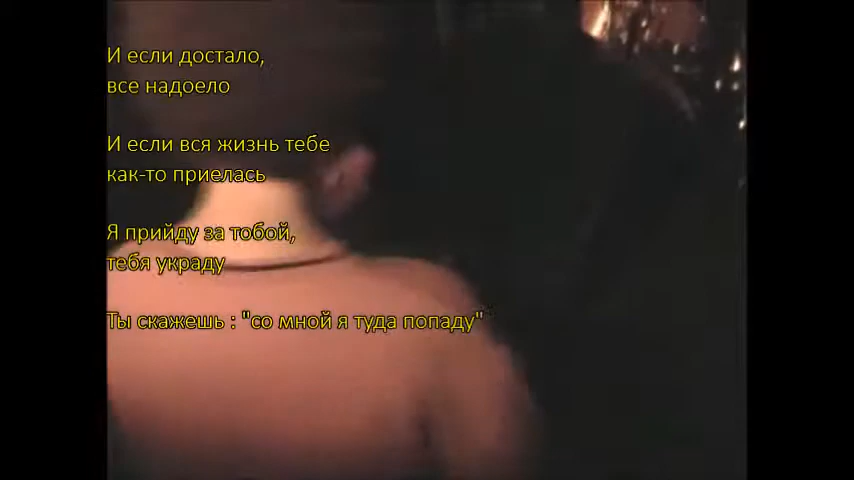 И если достало,
все надоело
И если вся жизнь тебе
как-то приелась
Я прийду за тобой,
тебя украду
Ты скажешь : "со мной я туда попаду"